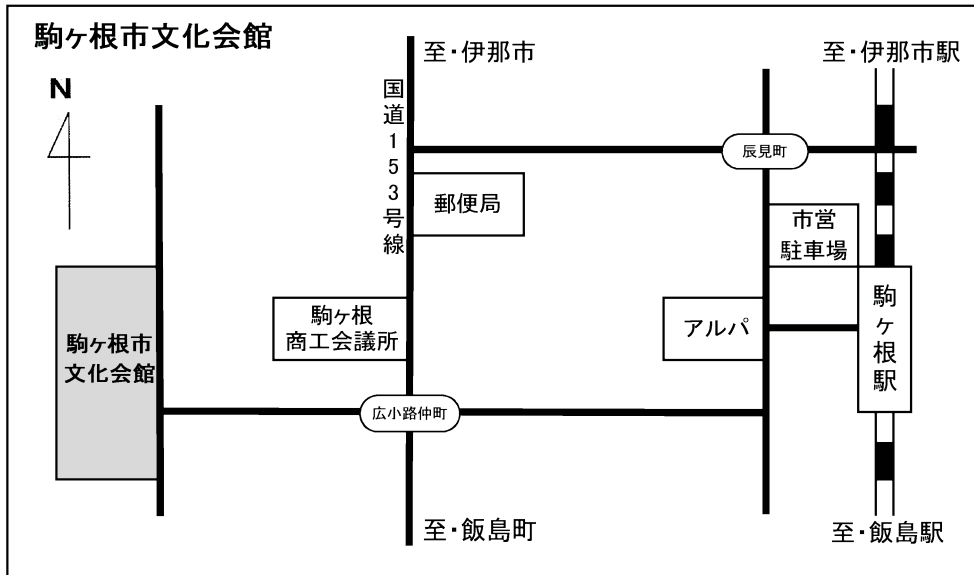 駒ヶ根市文化会館
N
至・伊那市
至・伊那市駅
国道153号線
辰見町
郵便局
市営
駐車場
駒ヶ根
商工会議所
アルパ
駒ヶ根駅
駒ヶ根市
文化会館
広小路仲町
至・飯島町
至・飯島駅